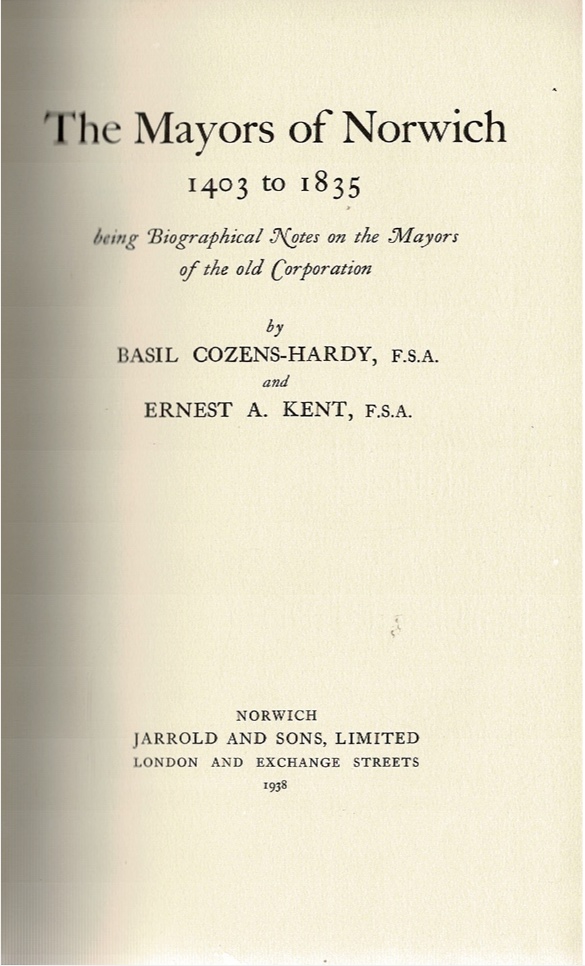 The Mayors of Norwich
1403 to 1835
being Biographical Notes on the Mayors
of the old Corporation
by
BASIL COZENS-HARDY, F.S.A.
and
ERNEST A. KENT, F.S.A.
NORWICH
JARROLD AND SONS, LIMITED
LONDON AND EXCHANGE STREETS
1938